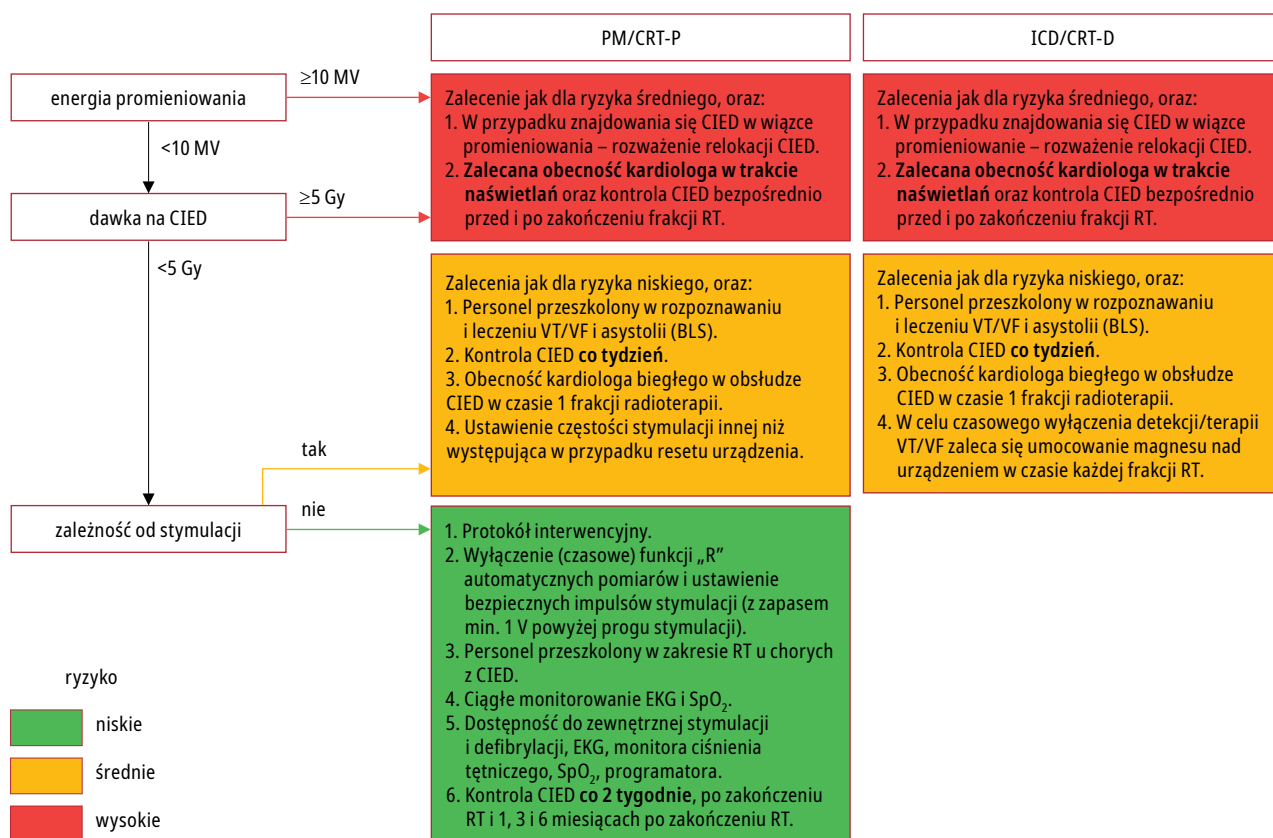 PM/CRT-P
ICD/CRT-D
energia promieniowania
≥10 MV
<10 MV
dawka na CIED
≥5 Gy
<5 Gy
zależność od stymulacji
tak
nie
Zalecenie jak dla ryzyka średniego, oraz:
1. W przypadku znajdowania się CIED w wiązce
promieniowanie – rozważenie relokacji CIED.
2. Zalecana obecność kardiologa w trakcie
naświetlań oraz kontrola CIED bezpośrednio
przed i po zakończeniu frakcji RT.
Zalecenia jak dla ryzyka średniego, oraz:
1. W przypadku znajdowania się CIED w wiązce
promieniowania – rozważenie relokacji CIED.
2. Zalecana obecność kardiologa w trakcie
naświetlań oraz kontrola CIED bezpośrednio
przed i po zakończeniu frakcji RT.
Zalecenia jak dla ryzyka niskiego, oraz:
1. Personel przeszkolony w rozpoznawaniu
i leczeniu VT/VF i asystolii (BLS).
2. Kontrola CIED co tydzień.
3. Obecność kardiologa biegłego w obsłudze
CIED w czasie 1 frakcji radioterapii.
4. Ustawienie częstości stymulacji innej niż
występująca w przypadku resetu urządzenia.
Zalecenia jak dla ryzyka niskiego, oraz:
1. Personel przeszkolony w rozpoznawaniu
i leczeniu VT/VF i asystolii (BLS).
2. Kontrola CIED co tydzień.
3. Obecność kardiologa biegłego w obsłudze
CIED w czasie 1 frakcji radioterapii.
4. W celu czasowego wyłączenia detekcji/terapii
VT/VF zaleca się umocowanie magnesu nad
urządzeniem w czasie każdej frakcji RT.
1. Protokół interwencyjny.
2. Wyłączenie (czasowe) funkcji „R”
automatycznych pomiarów i ustawienie
bezpiecznych impulsów stymulacji (z zapasem
min. 1 V powyżej progu stymulacji).
3. Personel przeszkolony w zakresie RT u chorych
z CIED.
4. Ciągłe monitorowanie EKG i SpO₂.
5. Dostępność do zewnętrznej stymulacji
i defibrylacji, EKG, monitora ciśnienia
tętniczego, SpO₂, programatora.
6. Kontrola CIED co 2 tygodnie, po zakończeniu
RT i 1, 3 i 6 miesiącach po zakończeniu RT.
ryzyko
niskie
średnie
wysokie